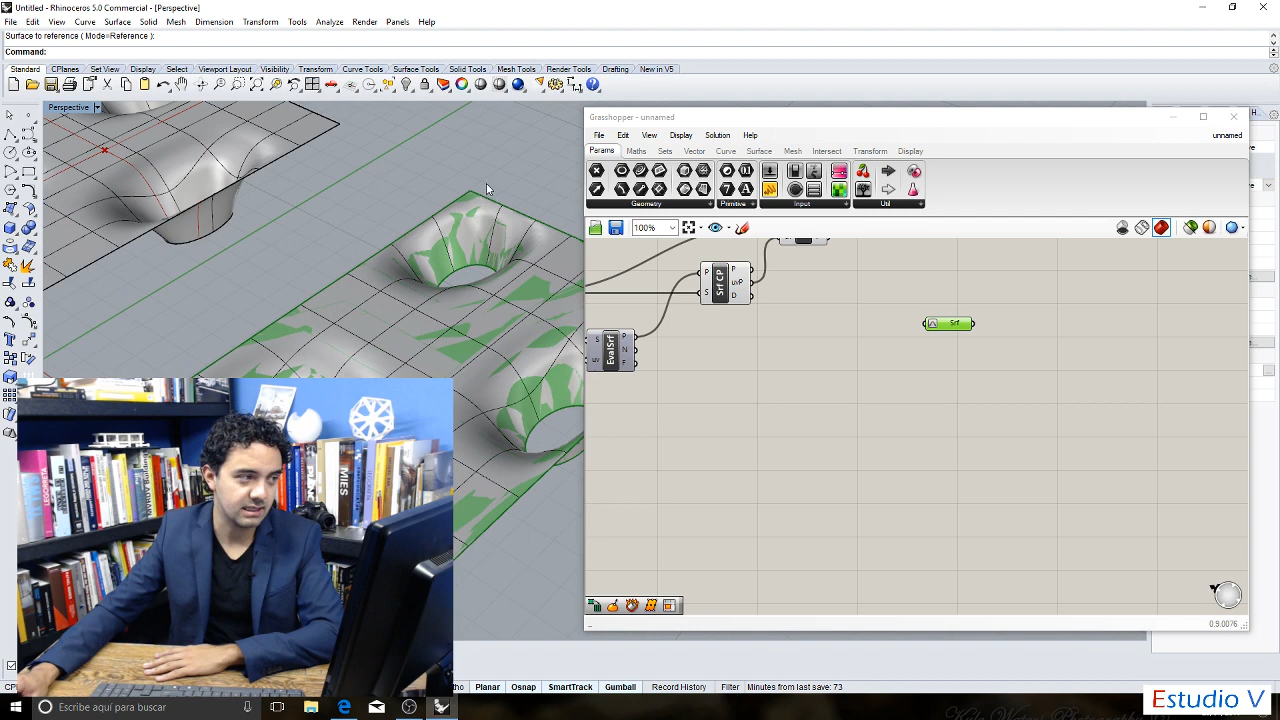 Untitled - Rhinoceros 5.0 Commercial - [Perspective]
File Edit View Curve Surface Solid Mesh Dimension Transform Tools Analyze Render Panels Help
Surface to reference ( Mode=Reference ):
Command:
Standard CPlanes Set View Display Select Viewport Layout Visibility Transform Curve Tools Surface Tools Solid Tools Mesh Tools Render Tools Drafting New in V5
Perspective
Grasshopper - unnamed
File Edit View Display Solution Help unnamed
Params Maths Sets Vector Curve Surface Mesh Intersect Transform Display
Geometry Primitive Input Util
100%
P S Srf CP P uvP D
Srf
S uv EvalSrf P N F
0.9.0076
MIES
Planar Osnap SmartTrack Gumball Record History Filter Minutes from last save: 73
Escribe aquí para buscar
Estudio V